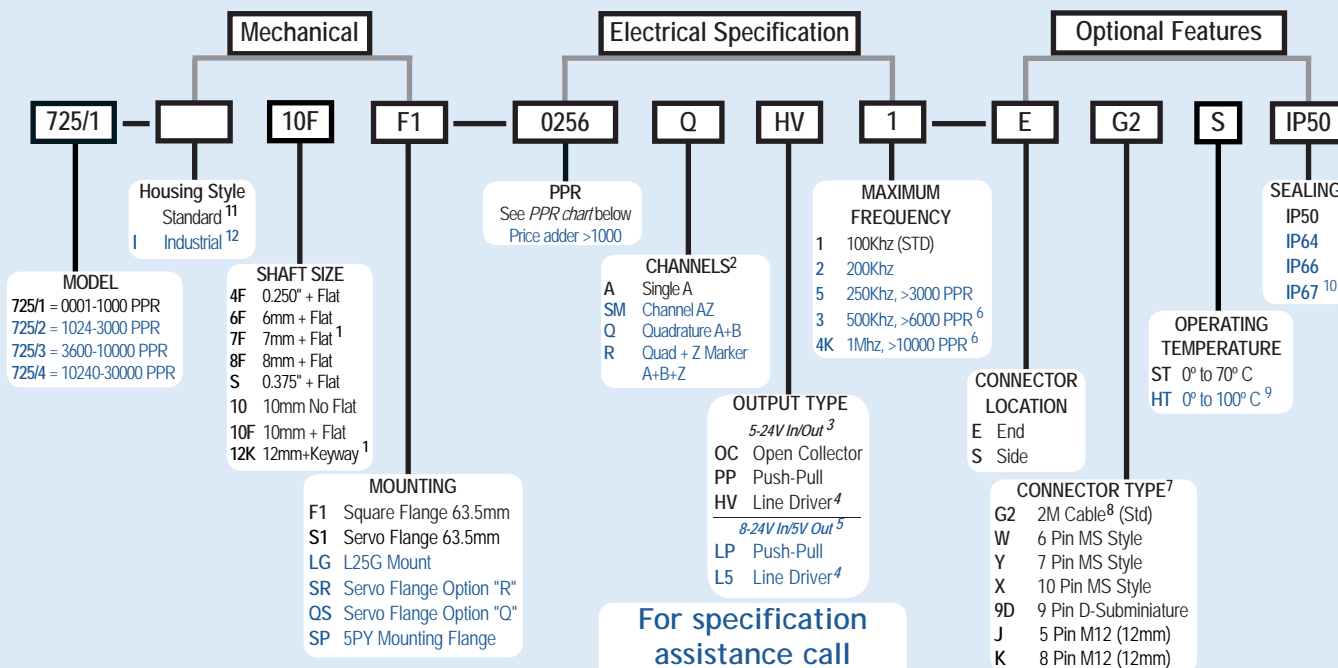 Mechanical
Electrical Specification
Optional Features
725/1
10F
F1
0256
Q
HV
1
E
G2
S
IP50
Housing Style
Standard 11
I Industrial 12
MODEL
725/1 = 0001-1000 PPR
725/2 = 1024-3000 PPR
725/3 = 3600-10000 PPR
725/4 = 10240-30000 PPR
SHAFT SIZE
4F 0.250" + Flat
6F 6mm + Flat
7F 7mm + Flat 1
8F 8mm + Flat
S 0.375" + Flat
10 10mm No Flat
10F 10mm + Flat
12K 12mm+Keyway 1
MOUNTING
F1 Square Flange 63.5mm
S1 Servo Flange 63.5mm
LG L25G Mount
SR Servo Flange Option "R"
QS Servo Flange Option "Q"
SP 5PY Mounting Flange
PPR
See PPR chart below
Price adder >1000
CHANNELS2
A Single A
SM Channel AZ
Q Quadrature A+B
R Quad + Z Marker
A+B+Z
OUTPUT TYPE
5-24V In/Out 3
OC Open Collector
PP Push-Pull
HV Line Driver4
8-24V In/5V Out 5
LP Push-Pull
L5 Line Driver4
For specification
assistance call
MAXIMUM
FREQUENCY
1 100Khz (STD)
2 200Khz
5 250Khz, >3000 PPR
3 500Khz, >6000 PPR 6
4K 1Mhz, >10000 PPR 6
CONNECTOR
LOCATION
E End
S Side
CONNECTOR TYPE7
G2 2M Cable8 (Std)
W 6 Pin MS Style
Y 7 Pin MS Style
X 10 Pin MS Style
9D 9 Pin D-Subminiature
J 5 Pin M12 (12mm)
K 8 Pin M12 (12mm)
OPERATING
TEMPERATURE
ST 0º to 70º C
HT 0º to 100º C 9
SEALING
IP50
IP64
IP66
IP67 10